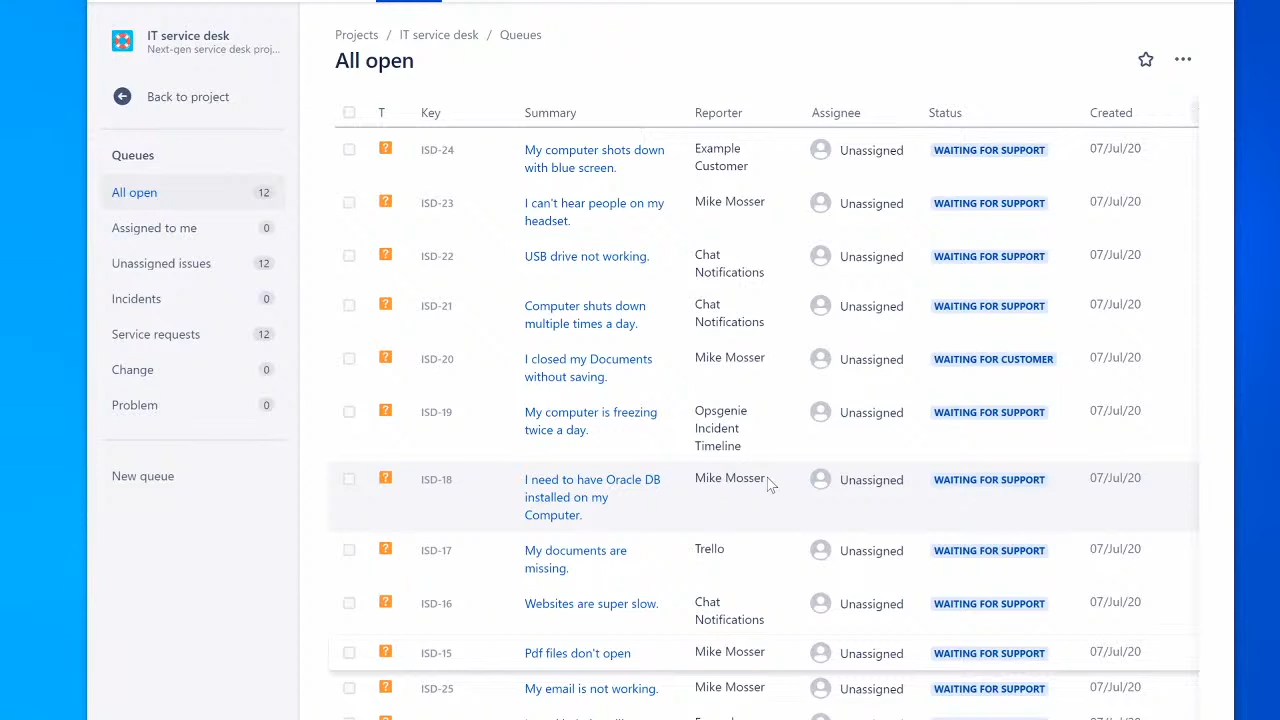 IT service desk
Next-gen service desk proj...
Back to project
Queues
All open 12
Assigned to me 0
Unassigned issues 12
Incidents 0
Service requests 12
Change 0
Problem 0
New queue
Projects / IT service desk / Queues
All open
T Key Summary Reporter Assignee Status Created
ISD-24 My computer shots down Example Unassigned WAITING FOR SUPPORT 07/Jul/20
with blue screen. Customer
ISD-23 I can't hear people on my Mike Mosser Unassigned WAITING FOR SUPPORT 07/Jul/20
headset.
ISD-22 USB drive not working. Chat Unassigned WAITING FOR SUPPORT 07/Jul/20
Notifications
ISD-21 Computer shuts down Chat Unassigned WAITING FOR SUPPORT 07/Jul/20
multiple times a day. Notifications
ISD-20 I closed my Documents Mike Mosser Unassigned WAITING FOR CUSTOMER 07/Jul/20
without saving.
ISD-19 My computer is freezing Opsgenie Unassigned WAITING FOR SUPPORT 07/Jul/20
twice a day. Incident
Timeline
ISD-18 I need to have Oracle DB Mike Mosser Unassigned WAITING FOR SUPPORT 07/Jul/20
installed on my
Computer.
ISD-17 My documents are Trello Unassigned WAITING FOR SUPPORT 07/Jul/20
missing.
ISD-16 Websites are super slow. Chat Unassigned WAITING FOR SUPPORT 07/Jul/20
Notifications
ISD-15 Pdf files don't open Mike Mosser Unassigned WAITING FOR SUPPORT 07/Jul/20
ISD-25 My email is not working. Mike Mosser Unassigned WAITING FOR SUPPORT 07/Jul/20